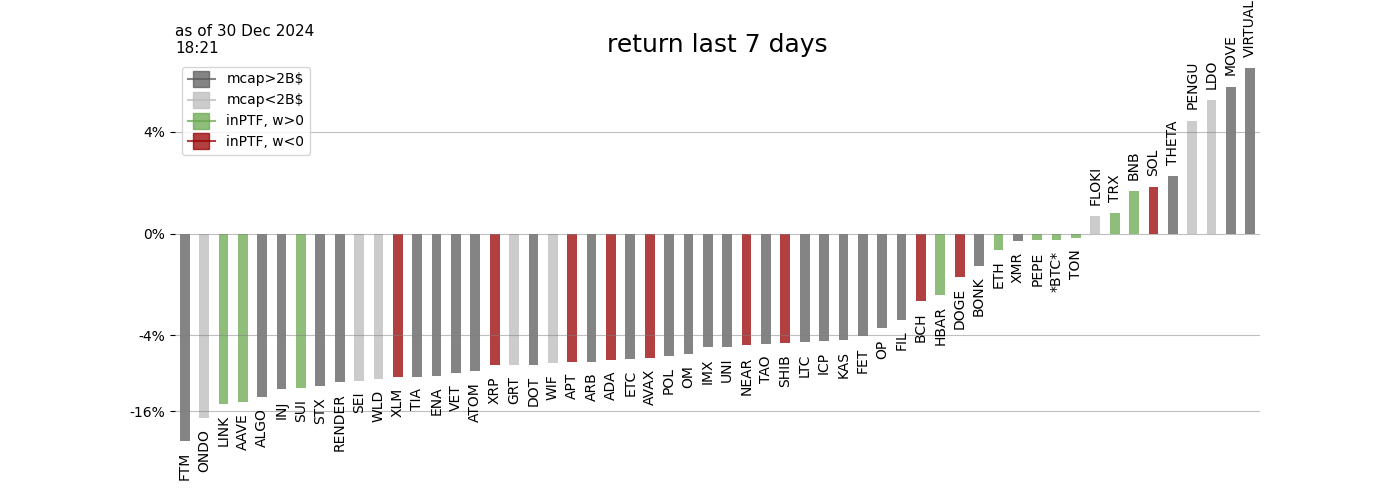 as of 30 Dec 2024
18:21
return last 7 days
mcap>2B$
mcap<2B$
inPTF, w>0
inPTF, w<0
4%
0%
-4%
-16%
FTM
ONDO
LINK
AAVE
ALGO
INJ
SUI
STX
RENDER
SEI
WLD
XLM
TIA
ENA
VET
ATOM
XRP
GRT
DOT
WIF
APT
ARB
ADA
ETC
AVAX
POL
OM
IMX
UNI
NEAR
TAO
SHIB
LTC
ICP
KAS
FET
OP
FIL
BCH
HBAR
DOGE
BONK
ETH
XMR
PEPE
*BTC*
TON
FLOKI
TRX
BNB
SOL
THETA
PENGU
LDO
MOVE
VIRTUAL